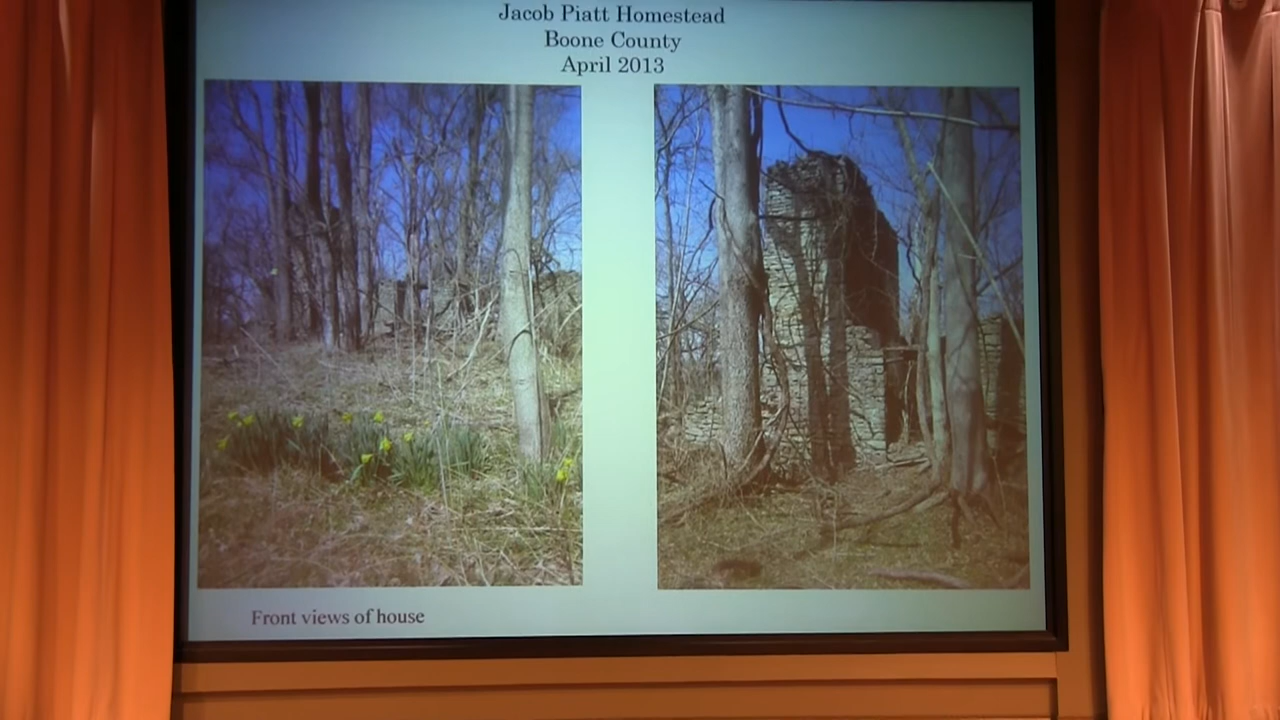 Jacob Piatt Homestead
Boone County
April 2013
Front views of house